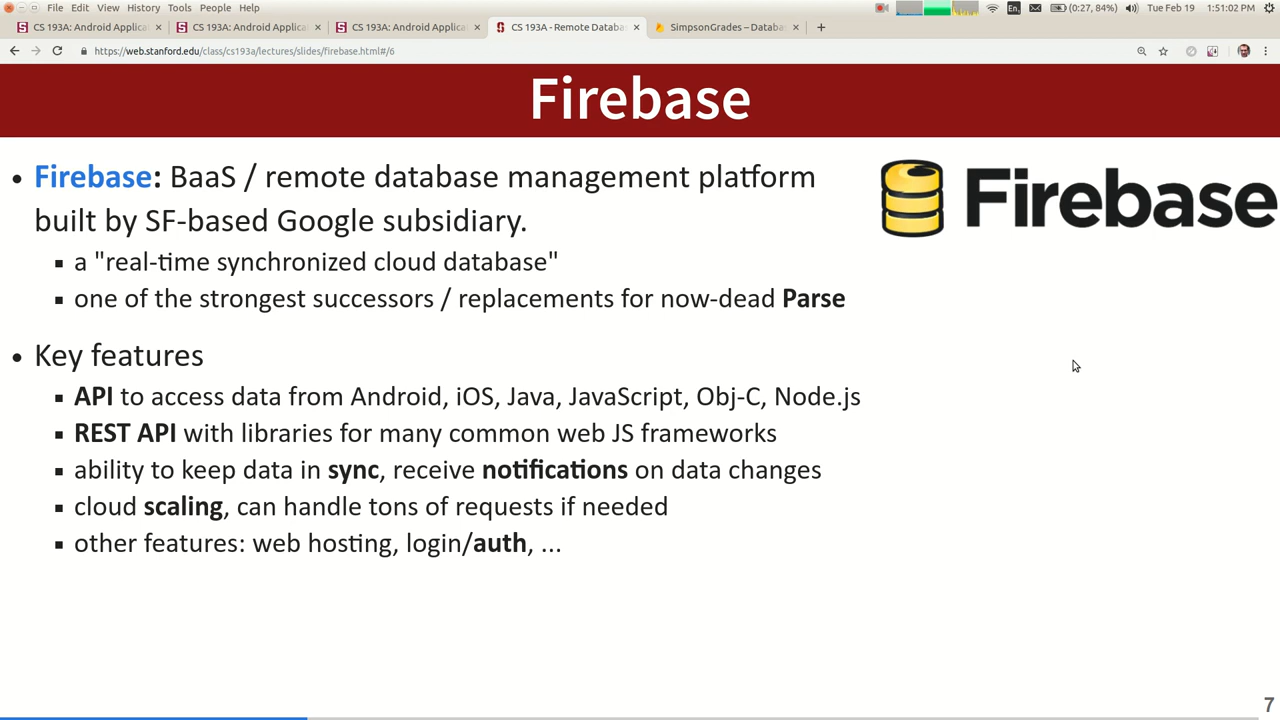 File Edit View History Tools People Help
En
(0:27, 84%)
Tue Feb 19
1:51:02 PM
CS 193A: Android Applica
CS 193A: Android Applica
CS 193A: Android Applica
CS 193A - Remote Databa
SimpsonGrades – Databa
https://web.stanford.edu/class/cs193a/lectures/slides/firebase.html#/6
Firebase
• Firebase: BaaS / remote database management platform
built by SF-based Google subsidiary.
▪ a "real-time synchronized cloud database"
▪ one of the strongest successors / replacements for now-dead Parse
Firebase
• Key features
▪ API to access data from Android, iOS, Java, JavaScript, Obj-C, Node.js
▪ REST API with libraries for many common web JS frameworks
▪ ability to keep data in sync, receive notifications on data changes
▪ cloud scaling, can handle tons of requests if needed
▪ other features: web hosting, login/auth, ...
7